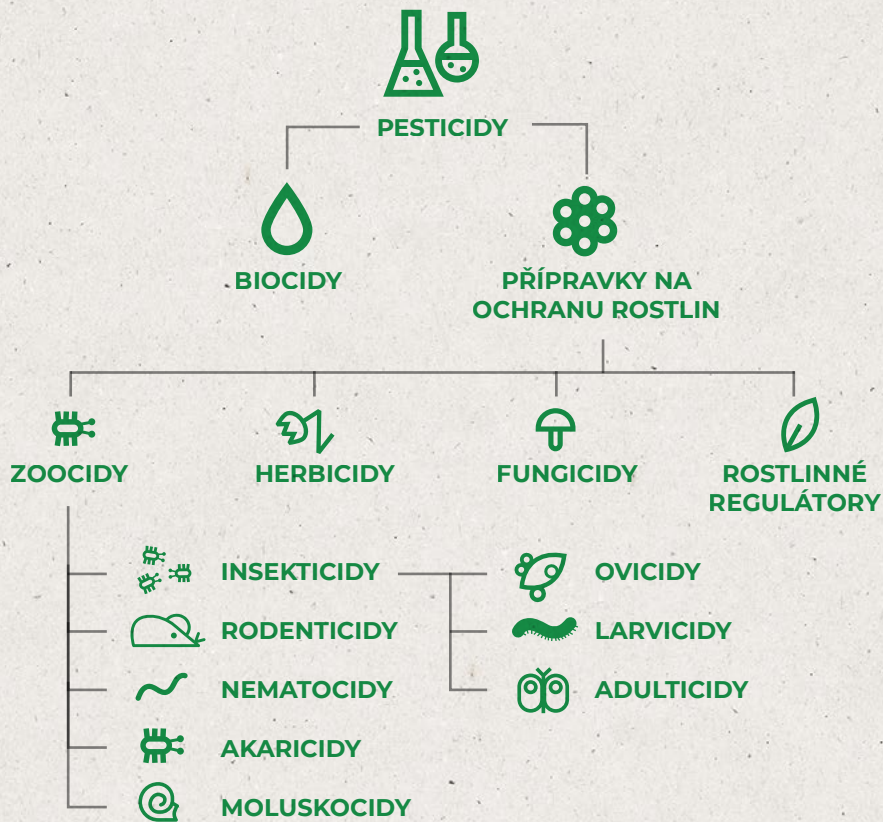 PESTICIDY
BIOCIDY
PŘÍPRAVKY NA
OCHRANU ROSTLIN
ZOOCIDY
HERBICIDY
FUNGICIDY
ROSTLINNÉ
REGULÁTORY
INSEKTICIDY
OVICIDY
RODENTICIDY
LARVICIDY
NEMATOCIDY
ADULTICIDY
AKARICIDY
MOLUSKOCIDY